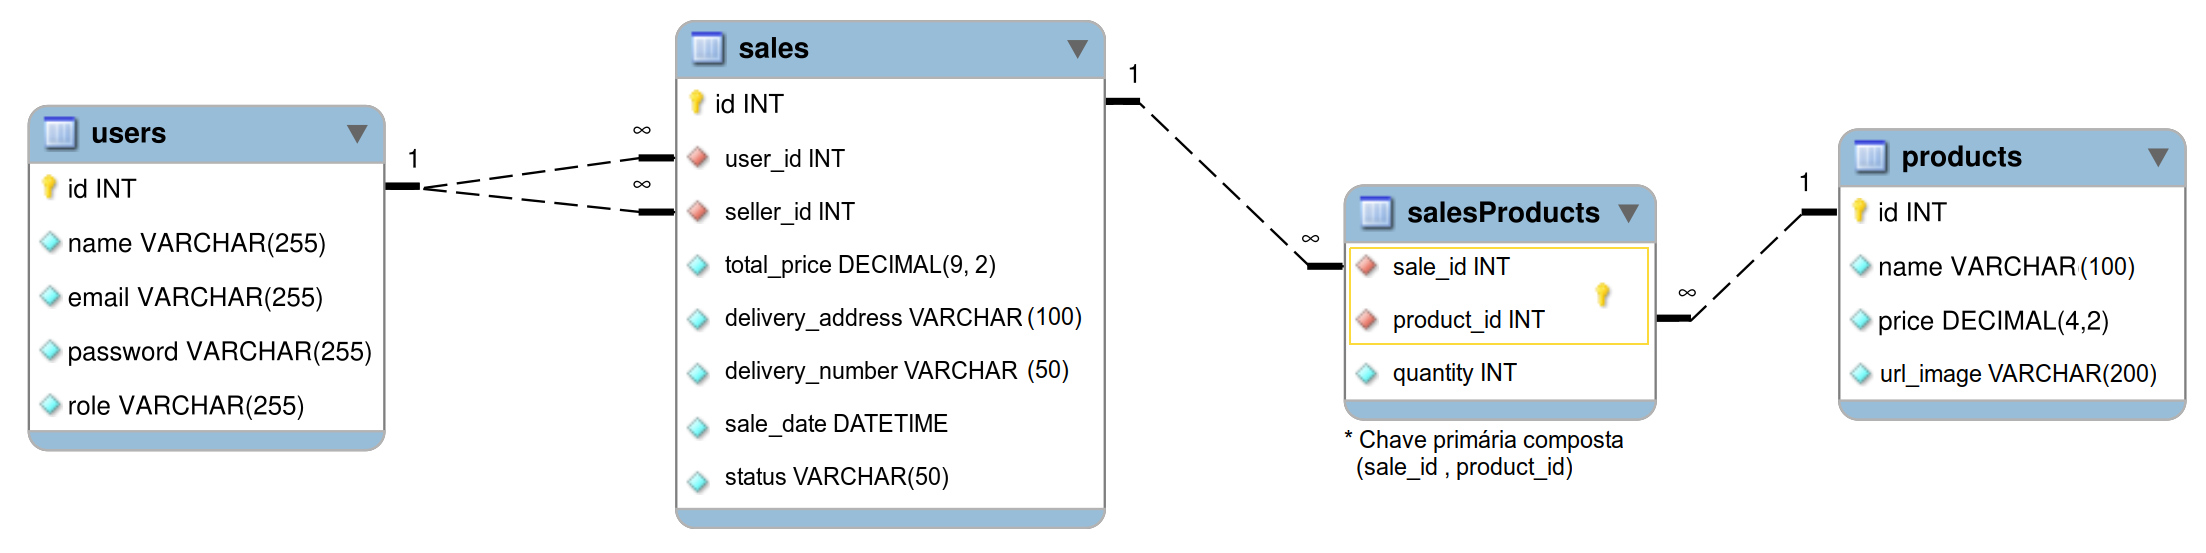 users
id INT
name VARCHAR(255)
email VARCHAR(255)
password VARCHAR(255)
role VARCHAR(255)
1
∞
∞
sales
id INT
user_id INT
seller_id INT
total_price DECIMAL(9, 2)
delivery_address VARCHAR (100)
delivery_number VARCHAR (50)
sale_date DATETIME
status VARCHAR(50)
1
∞
salesProducts
sale_id INT
product_id INT
quantity INT
* Chave primária composta
(sale_id , product_id)
∞
1
products
id INT
name VARCHAR (100)
price DECIMAL(4,2)
url_image VARCHAR(200)